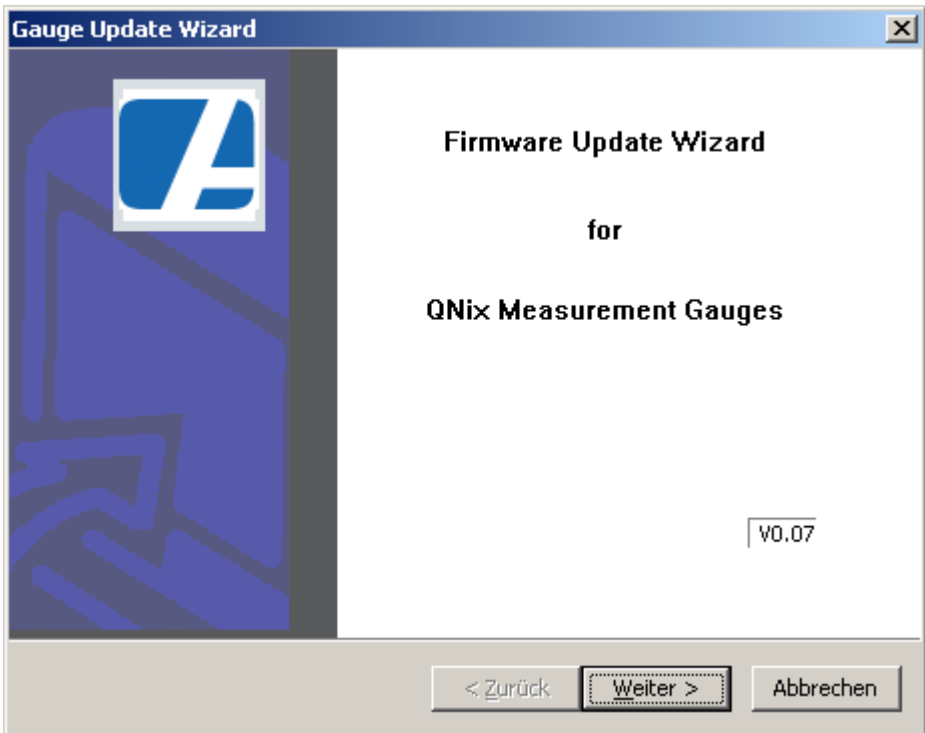 Gauge Update Wizard
Firmware Update Wizard
for
QNix Measurement Gauges
V0.07
< Zurück Weiter > Abbrechen